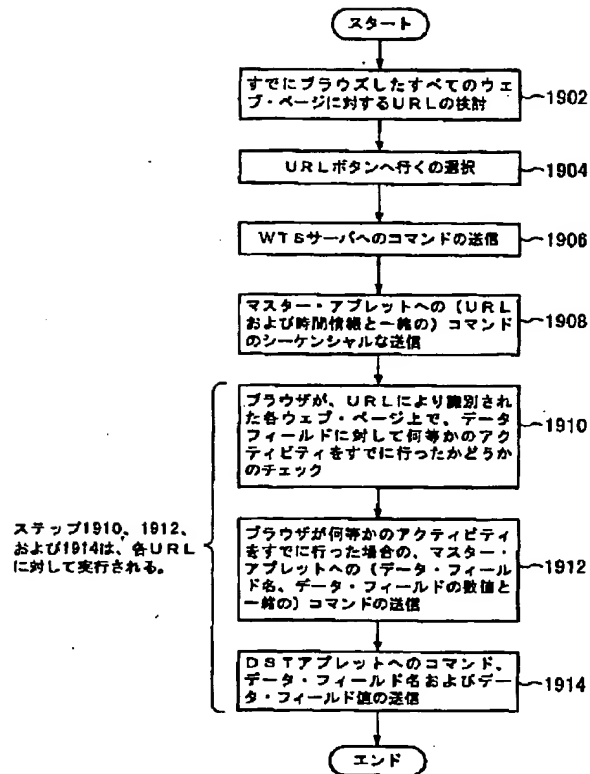 スタート
すでにブラウズしたすべてのウェ
ブ・ページに対するURLの検討
1902
URLボタンへ行くの選択
1904
WTSサーバへのコマンドの送信
1906
マスター・アプレットへの(URL
および時間情報と一緒の)コマンド
のシーケンシャルな送信
1908
ブラウザが、URLにより識別され
た各ウェブ・ページ上で、データ
フィールドに対して何等かのアク
ティビティをすでに行ったかどうか
のチェック
1910
ステップ1910、1912、
および1914は、各URL
に対して実行される。
ブラウザが何等かのアクティビティ
をすでに行った場合の、マスター・
アプレットへの(データ・フィール
ド名、データ・フィールドの数値と
一緒の)コマンドの送信
1912
DSTアプレットへのコマンド、
データ・フィールド名およびデー
タ・フィールド値の送信
1914
エンド